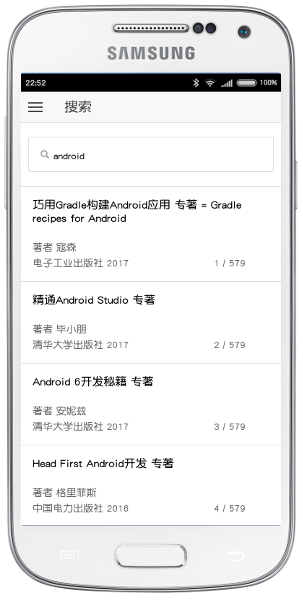 SAMSUNG
22:52 100%
搜索
android
巧用Gradle构建Android应用 专著 = Gradle
recipes for Android
著者 寇森
电子工业出版社 2017 1 / 579
精通Android Studio 专著
著者 毕小朋
清华大学出版社 2017 2 / 579
Android 6开发秘籍 专著
著者 安妮兹
清华大学出版社 2017 3 / 579
Head First Android开发 专著
著者 格里菲斯
中国电力出版社 2016 4 / 579